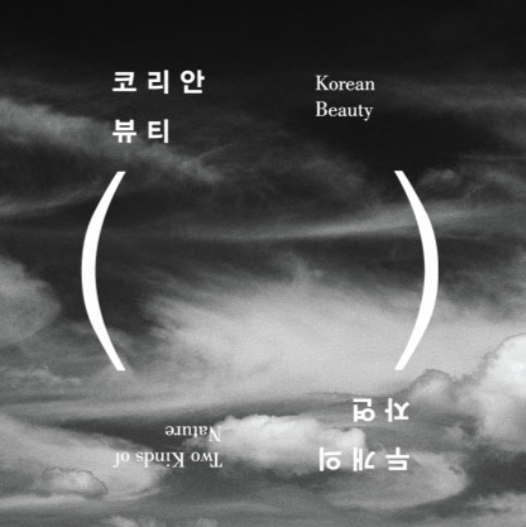 코리안
뷰티
Korean
Beauty
(
)
두 개의
자연
Two Kinds of
Nature